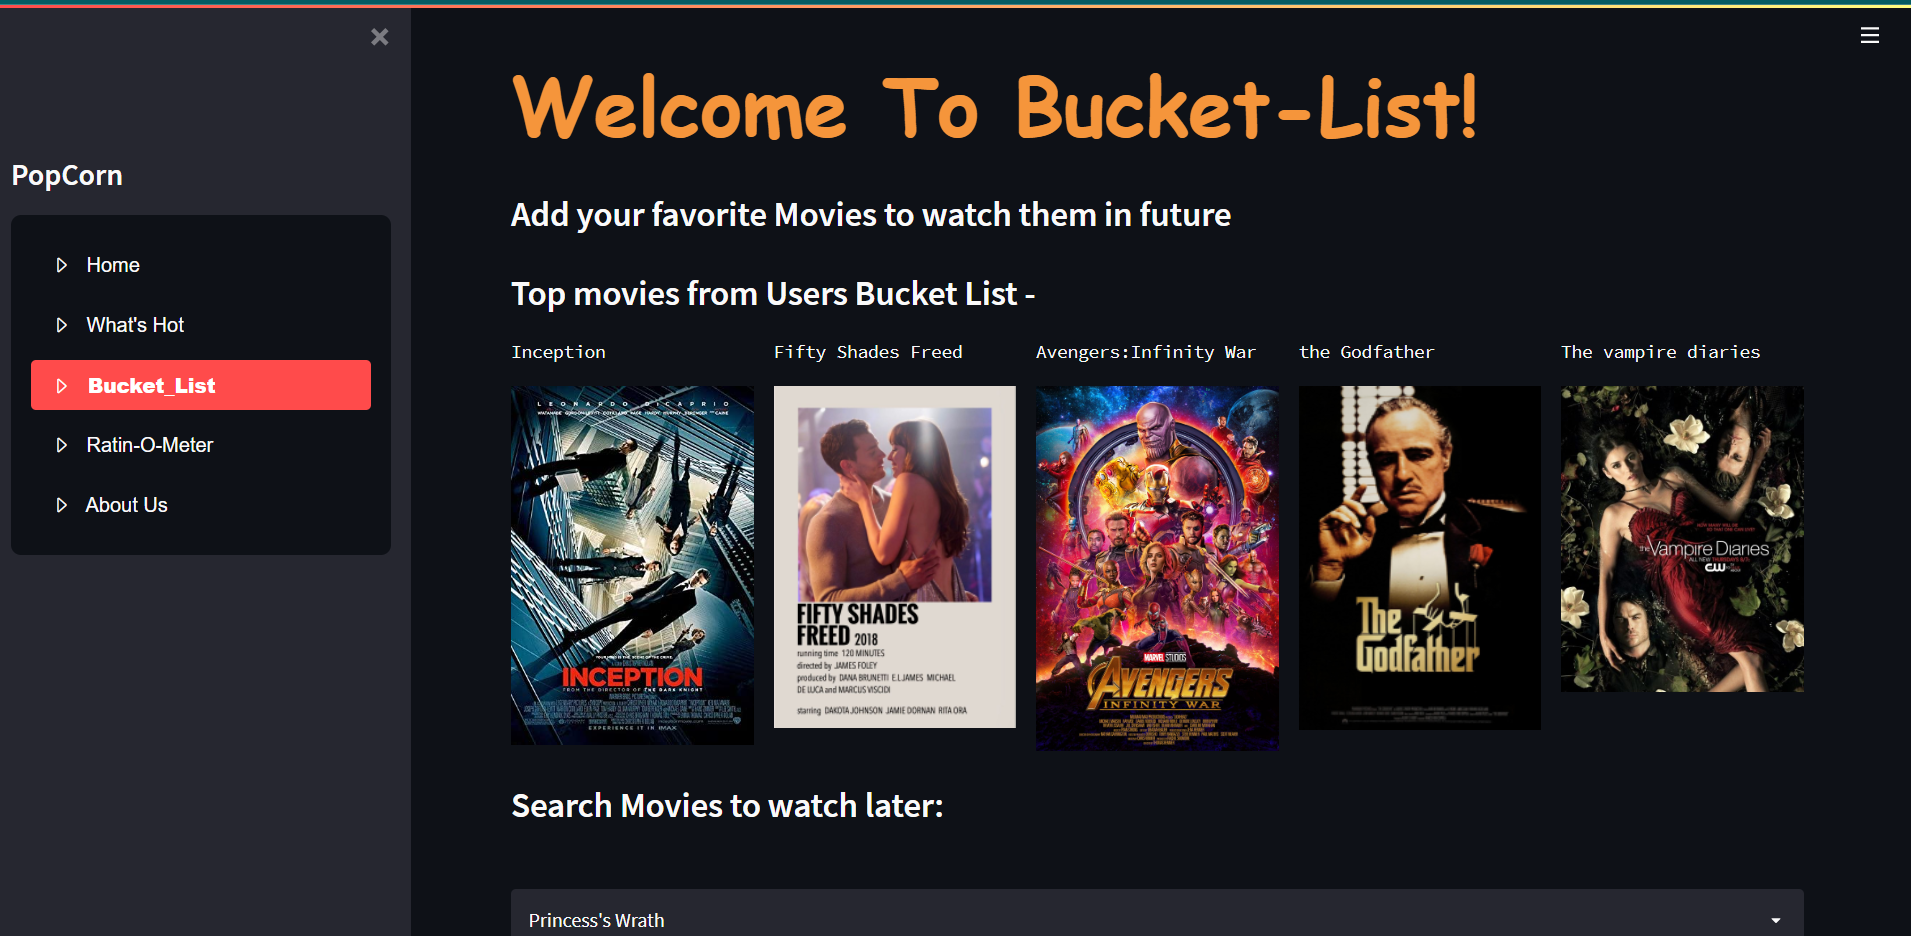 PopCorn
Home
What's Hot
Bucket_List
Ratin-O-Meter
About Us
Welcome To Bucket-List!
Add your favorite Movies to watch them in future
Top movies from Users Bucket List -
Inception
Fifty Shades Freed
Avengers:Infinity War
the Godfather
The vampire diaries
LEONARDO DICAPRIO
INCEPTION
FROM THE DIRECTOR OF THE DARK KNIGHT
EXPERIENCE IT IN IMAX
FIFTY SHADES
FREED 2018
running time 120 MINUTES
directed by JAMES FOLEY
produced by DANA BRUNETTI E.L.JAMES MICHAEL
DE LUCA and MARCUS VISCIDI
starring DAKOTA JOHNSON JAMIE DORNAN RITA ORA
MARVEL STUDIOS
AVENGERS
INFINITY WAR
The
Godfather
the Vampire Diaries
CW
Search Movies to watch later:
Princess's Wrath